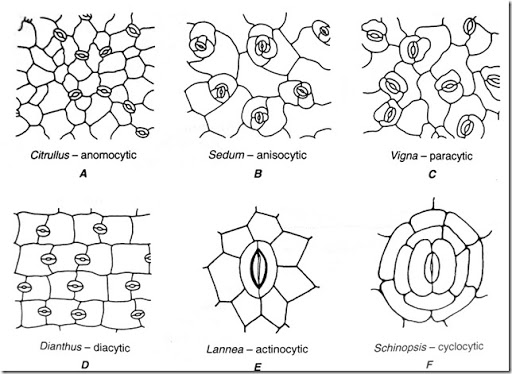 Citrullus – anomocytic
A
Sedum – anisocytic
B
Vigna – paracytic
C
Dianthus – diacytic
D
Lannea – actinocytic
E
Schinopsis – cyclocytic
F